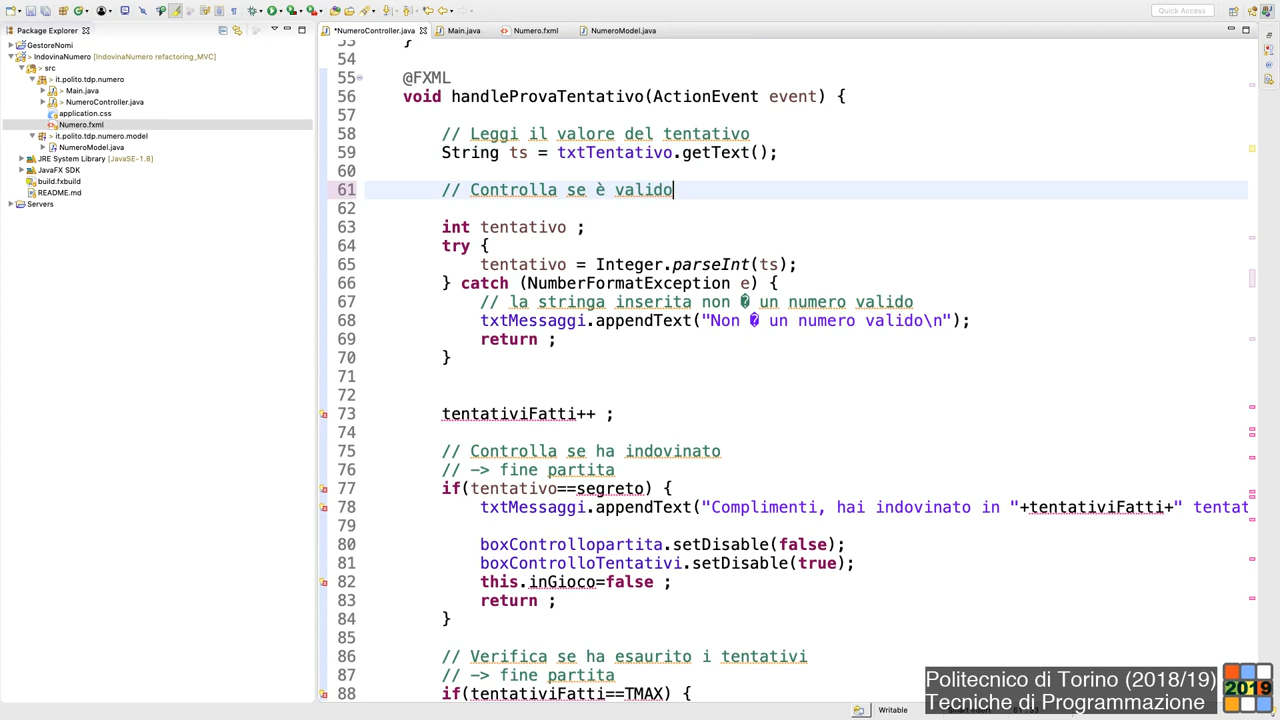 Quick Access
Package Explorer
GestoreNomi
> IndovinaNumero [IndovinaNumero refactoring_MVC]
> src
> it.polito.tdp.numero
> Main.java
> NumeroController.java
application.css
Numero.fxml
> it.polito.tdp.numero.model
> NumeroModel.java
JRE System Library [JavaSE-1.8]
JavaFX SDK
build.fxbuild
README.md
Servers
*NumeroController.java
Main.java
Numero.fxml
NumeroModel.java
53 }
54
55 @FXML
56 void handleProvaTentativo(ActionEvent event) {
57
58 // Leggi il valore del tentativo
59 String ts = txtTentativo.getText();
60
61 // Controlla se è valido
62
63 int tentativo ;
64 try {
65 tentativo = Integer.parseInt(ts);
66 } catch (NumberFormatException e) {
67 // la stringa inserita non � un numero valido
68 txtMessaggi.appendText("Non � un numero valido\n");
69 return ;
70 }
71
72
73 tentativiFatti++ ;
74
75 // Controlla se ha indovinato
76 // -> fine partita
77 if(tentativo==segreto) {
78 txtMessaggi.appendText("Complimenti, hai indovinato in "+tentativiFatti+" tentat
79
80 boxControllopartita.setDisable(false);
81 boxControlloTentativi.setDisable(true);
82 this.inGioco=false ;
83 return ;
84 }
85
86 // Verifica se ha esaurito i tentativi
87 // -> fine partita
88 if(tentativiFatti==TMAX) {
Politecnico di Torino (2018/19)
Tecniche di Programmazione
2019
Writable